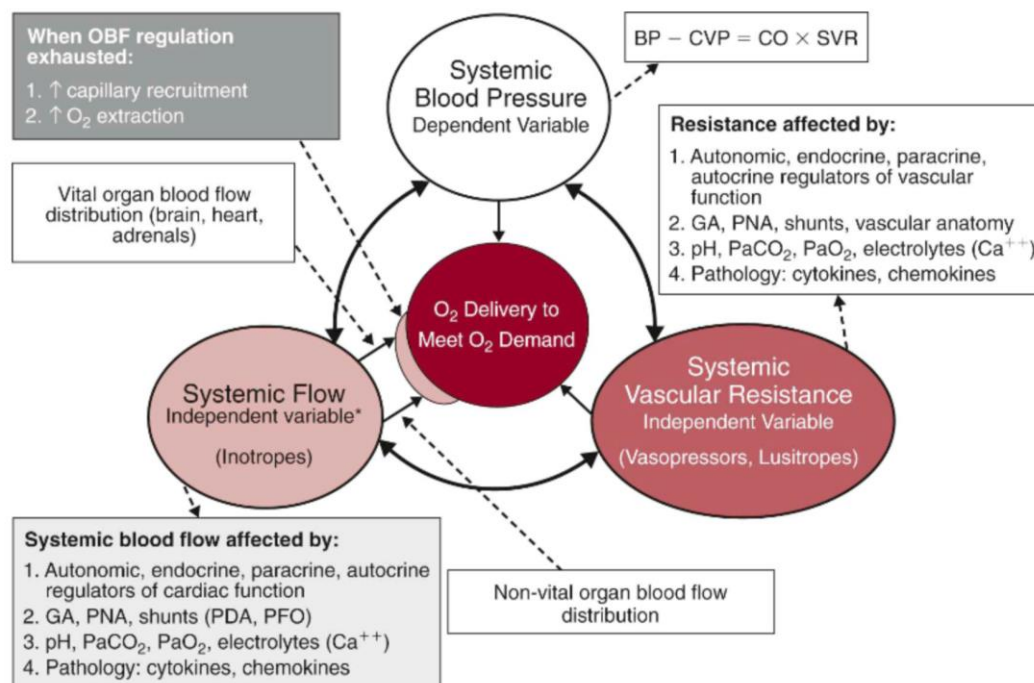 When OBF regulation
exhausted:
1. ↑ capillary recruitment
2. ↑ O₂ extraction
Systemic
Blood Pressure
Dependent Variable
BP – CVP = CO × SVR
Vital organ blood flow
distribution (brain, heart,
adrenals)
Resistance affected by:
1. Autonomic, endocrine, paracrine,
autocrine regulators of vascular
function
2. GA, PNA, shunts, vascular anatomy
3. pH, PaCO₂, PaO₂, electrolytes (Ca⁺⁺)
4. Pathology: cytokines, chemokines
O₂ Delivery to
Meet O₂ Demand
Systemic Flow
Independent variable*
(Inotropes)
Systemic
Vascular Resistance
Independent Variable
(Vasopressors, Lusitropes)
Systemic blood flow affected by:
1. Autonomic, endocrine, paracrine, autocrine
regulators of cardiac function
2. GA, PNA, shunts (PDA, PFO)
3. pH, PaCO₂, PaO₂, electrolytes (Ca⁺⁺)
4. Pathology: cytokines, chemokines
Non-vital organ blood flow
distribution